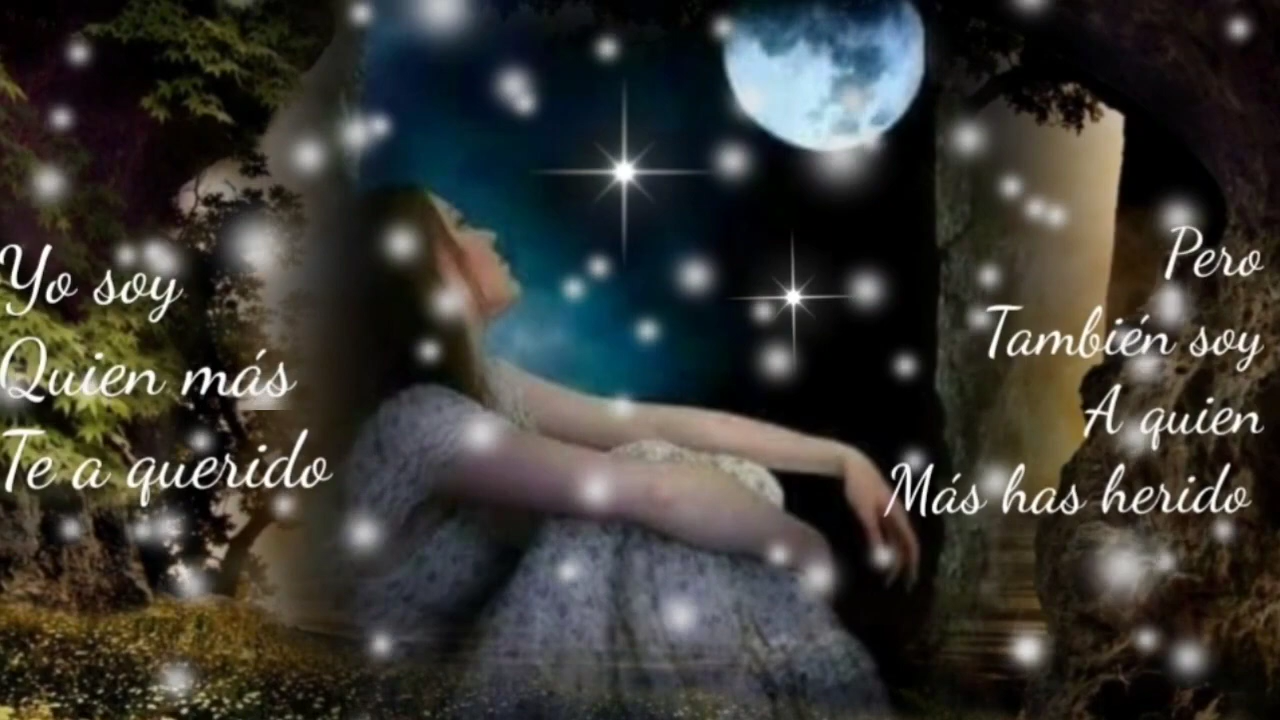 Yo soy
Quien más
Te a querido
Pero
También soy
A quien
Más has herido